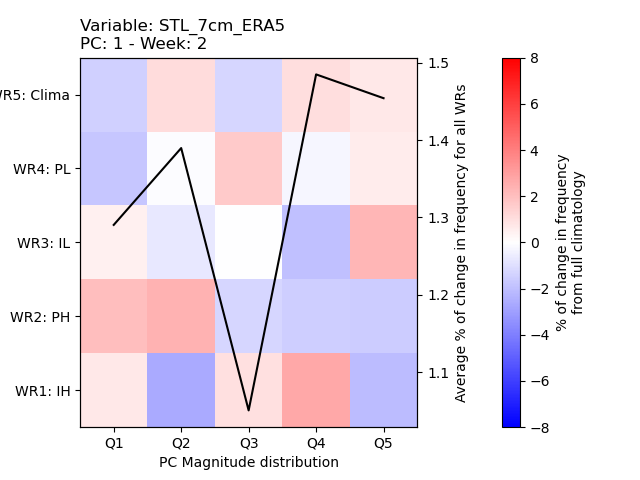 Variable: STL_7cm_ERA5
PC: 1 - Week: 2
WR5: Clima
WR4: PL
WR3: IL
WR2: PH
WR1: IH
Q1 Q2 Q3 Q4 Q5
PC Magnitude distribution
1.5
1.4
1.3
1.2
1.1
Average % of change in frequency for all WRs
8
6
4
2
0
−2
−4
−6
−8
% of change in frequency
from full climatology